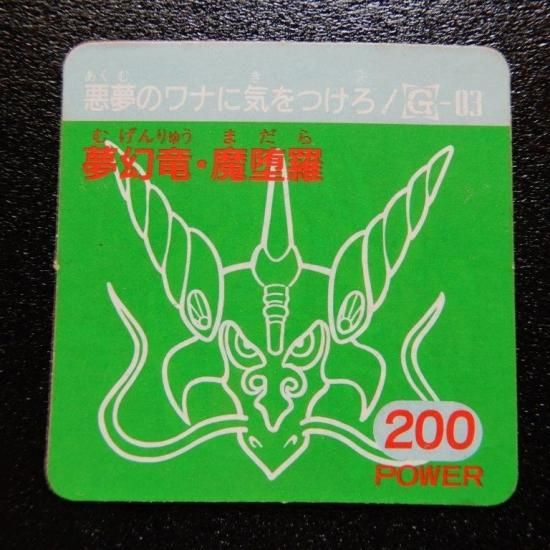 あくむ き
悪夢のワナに気をつけろ! G-03
むげんりゅう まだら
夢幻竜・魔堕羅
200
POWER